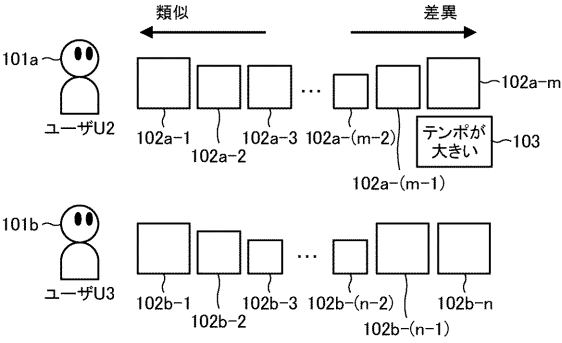 類似
差異
101a
ユーザU2
102a-1
102a-2
102a-3
...
102a-(m-2)
102a-(m-1)
102a-m
テンポが
大きい
103
101b
ユーザU3
102b-1
102b-2
102b-3
...
102b-(n-2)
102b-(n-1)
102b-n